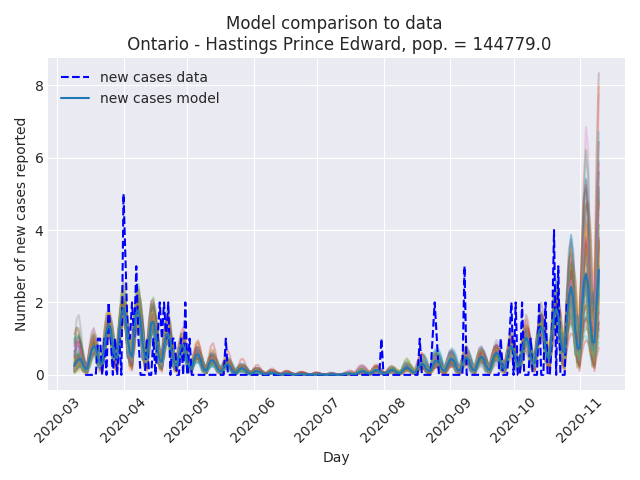 Model comparison to data
Ontario - Hastings Prince Edward, pop. = 144779.0
new cases data
new cases model
Number of new cases reported
8
6
4
2
0
2020-03
2020-04
2020-05
2020-06
2020-07
2020-08
2020-09
2020-10
2020-11
Day